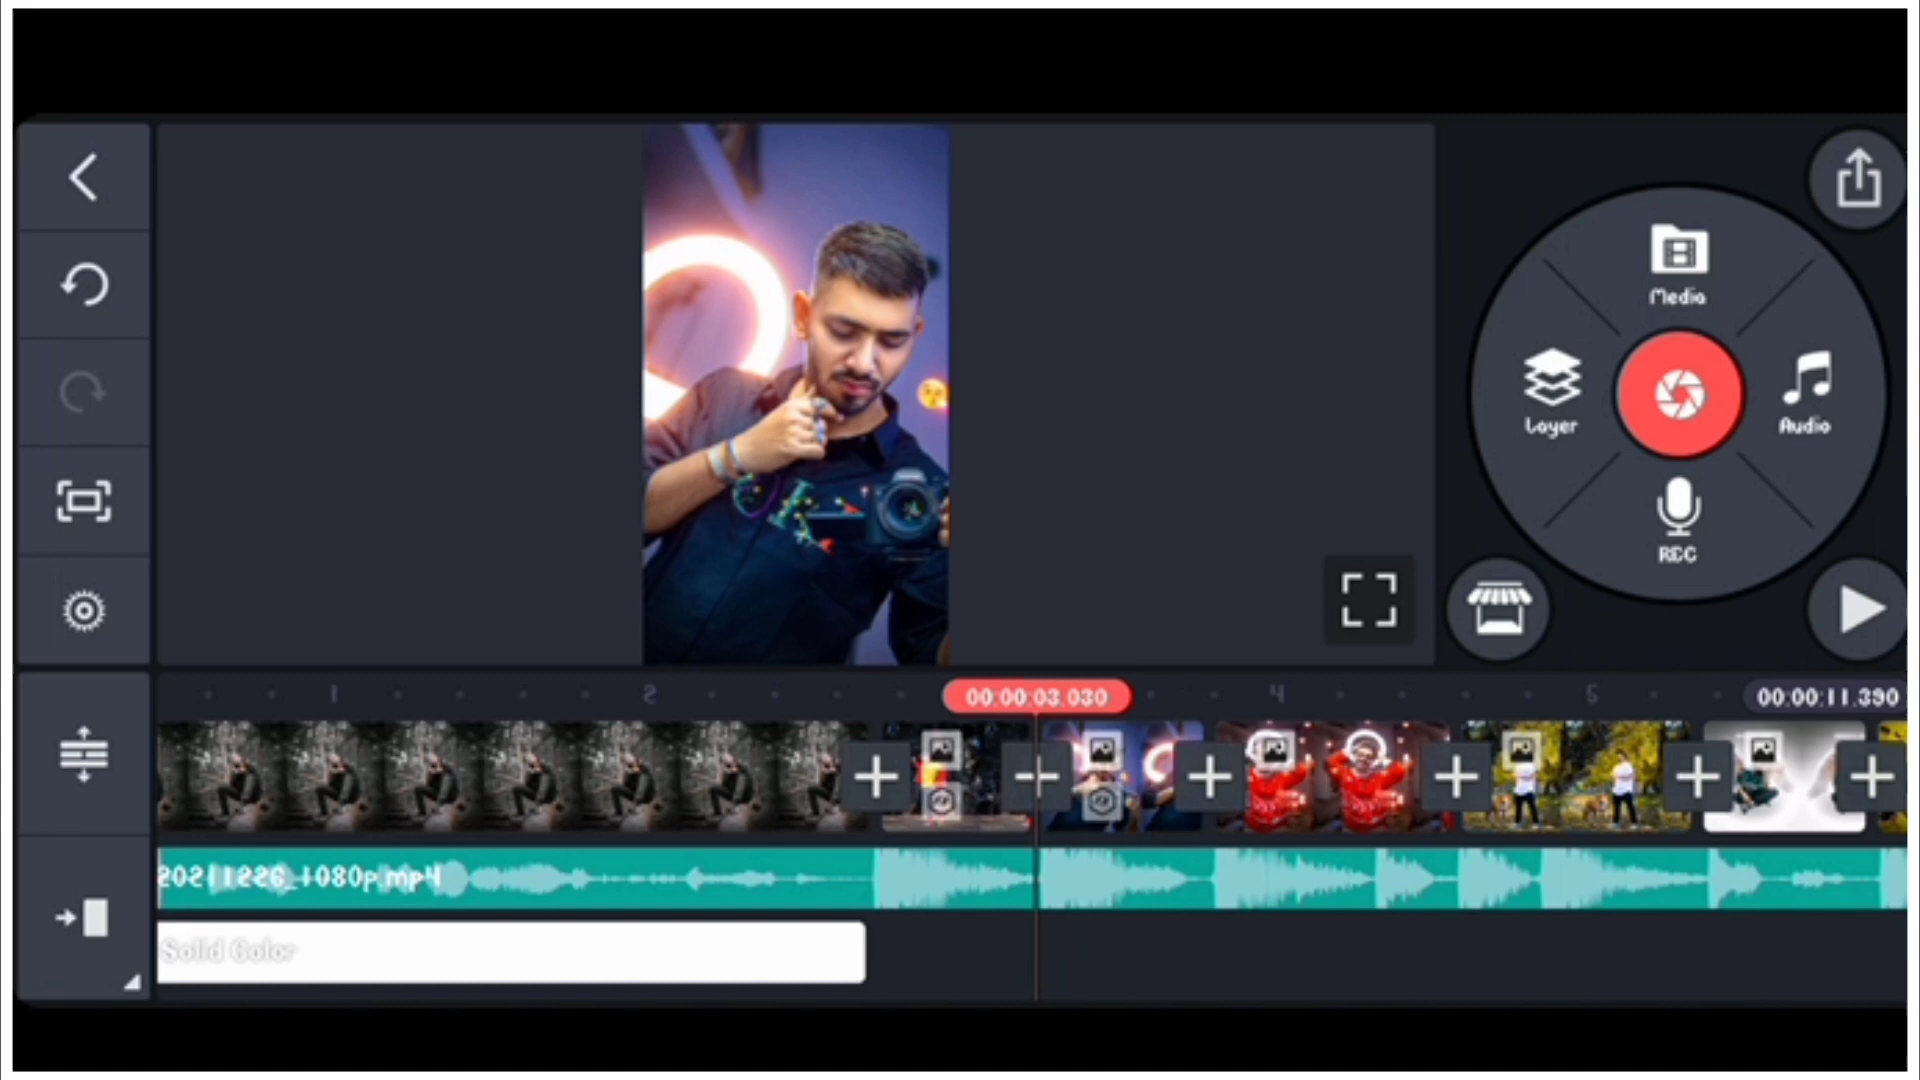 Media
Layer
Audio
REC
1
2
00:00:03.030
4
5
00:00:11.390
20211226_1080p.mp4
Solid Color